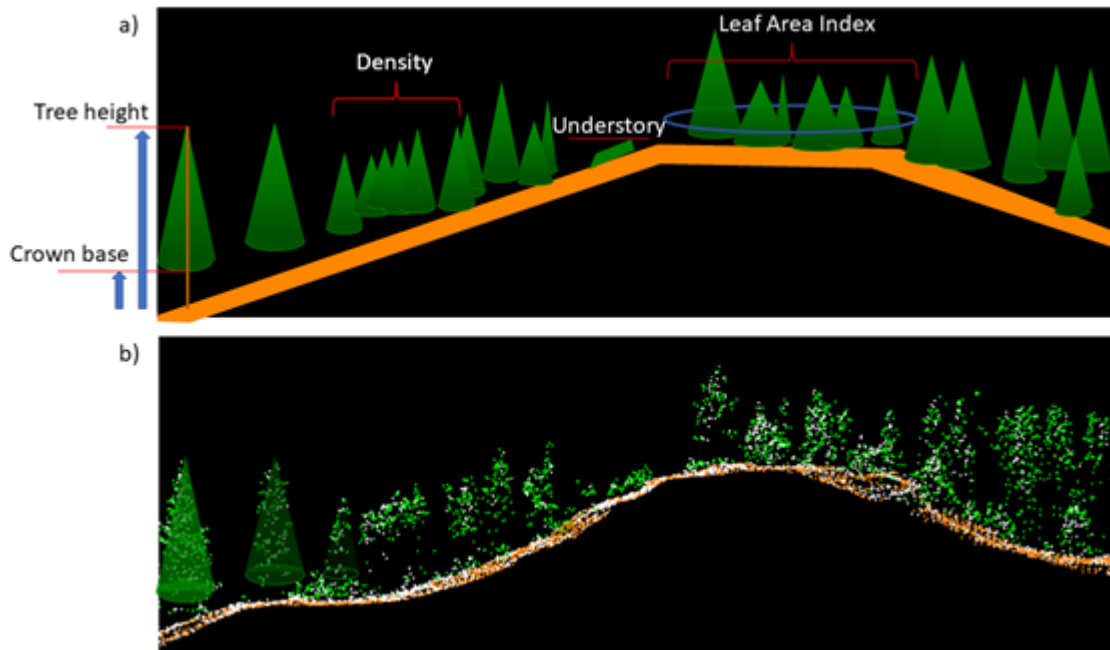 a)
Leaf Area Index
Density
Tree height
Understory
Crown base
b)